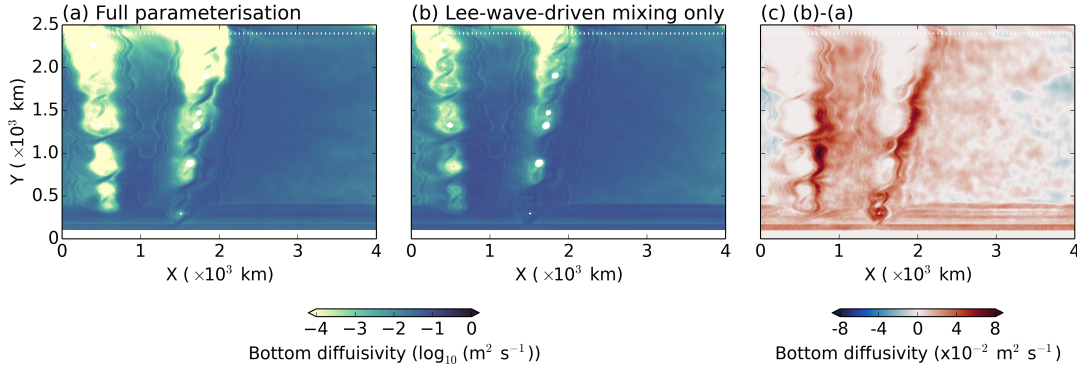 (a) Full parameterisation
(b) Lee-wave-driven mixing only
(c) (b)-(a)
2.5
2.0
1.5
1.0
0.5
0
Y ( ×10³ km)
0 1 2 3 4
0 1 2 3 4
0 1 2 3 4
X ( ×10³ km)
X ( ×10³ km)
X ( ×10³ km)
−4 −3 −2 −1 0
-8 -4 0 4 8
Bottom diffuisivity (log₁₀ (m² s⁻¹))
Bottom diffusivity (x10⁻² m² s⁻¹)